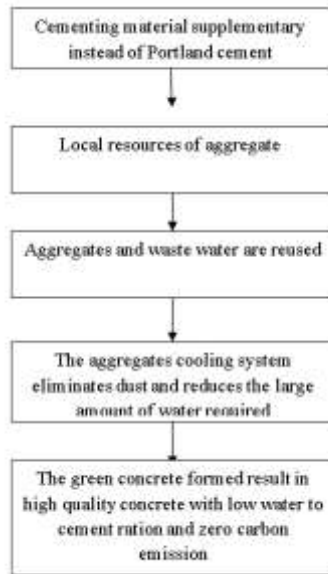 Cementing material supplementary
instead of Portland cement
Local resources of aggregate
Aggregates and waste water are reused
The aggregates cooling system
eliminates dust and reduces the large
amount of water required
The green concrete formed result in
high quality concrete with low water to
cement ration and zero carbon
emission